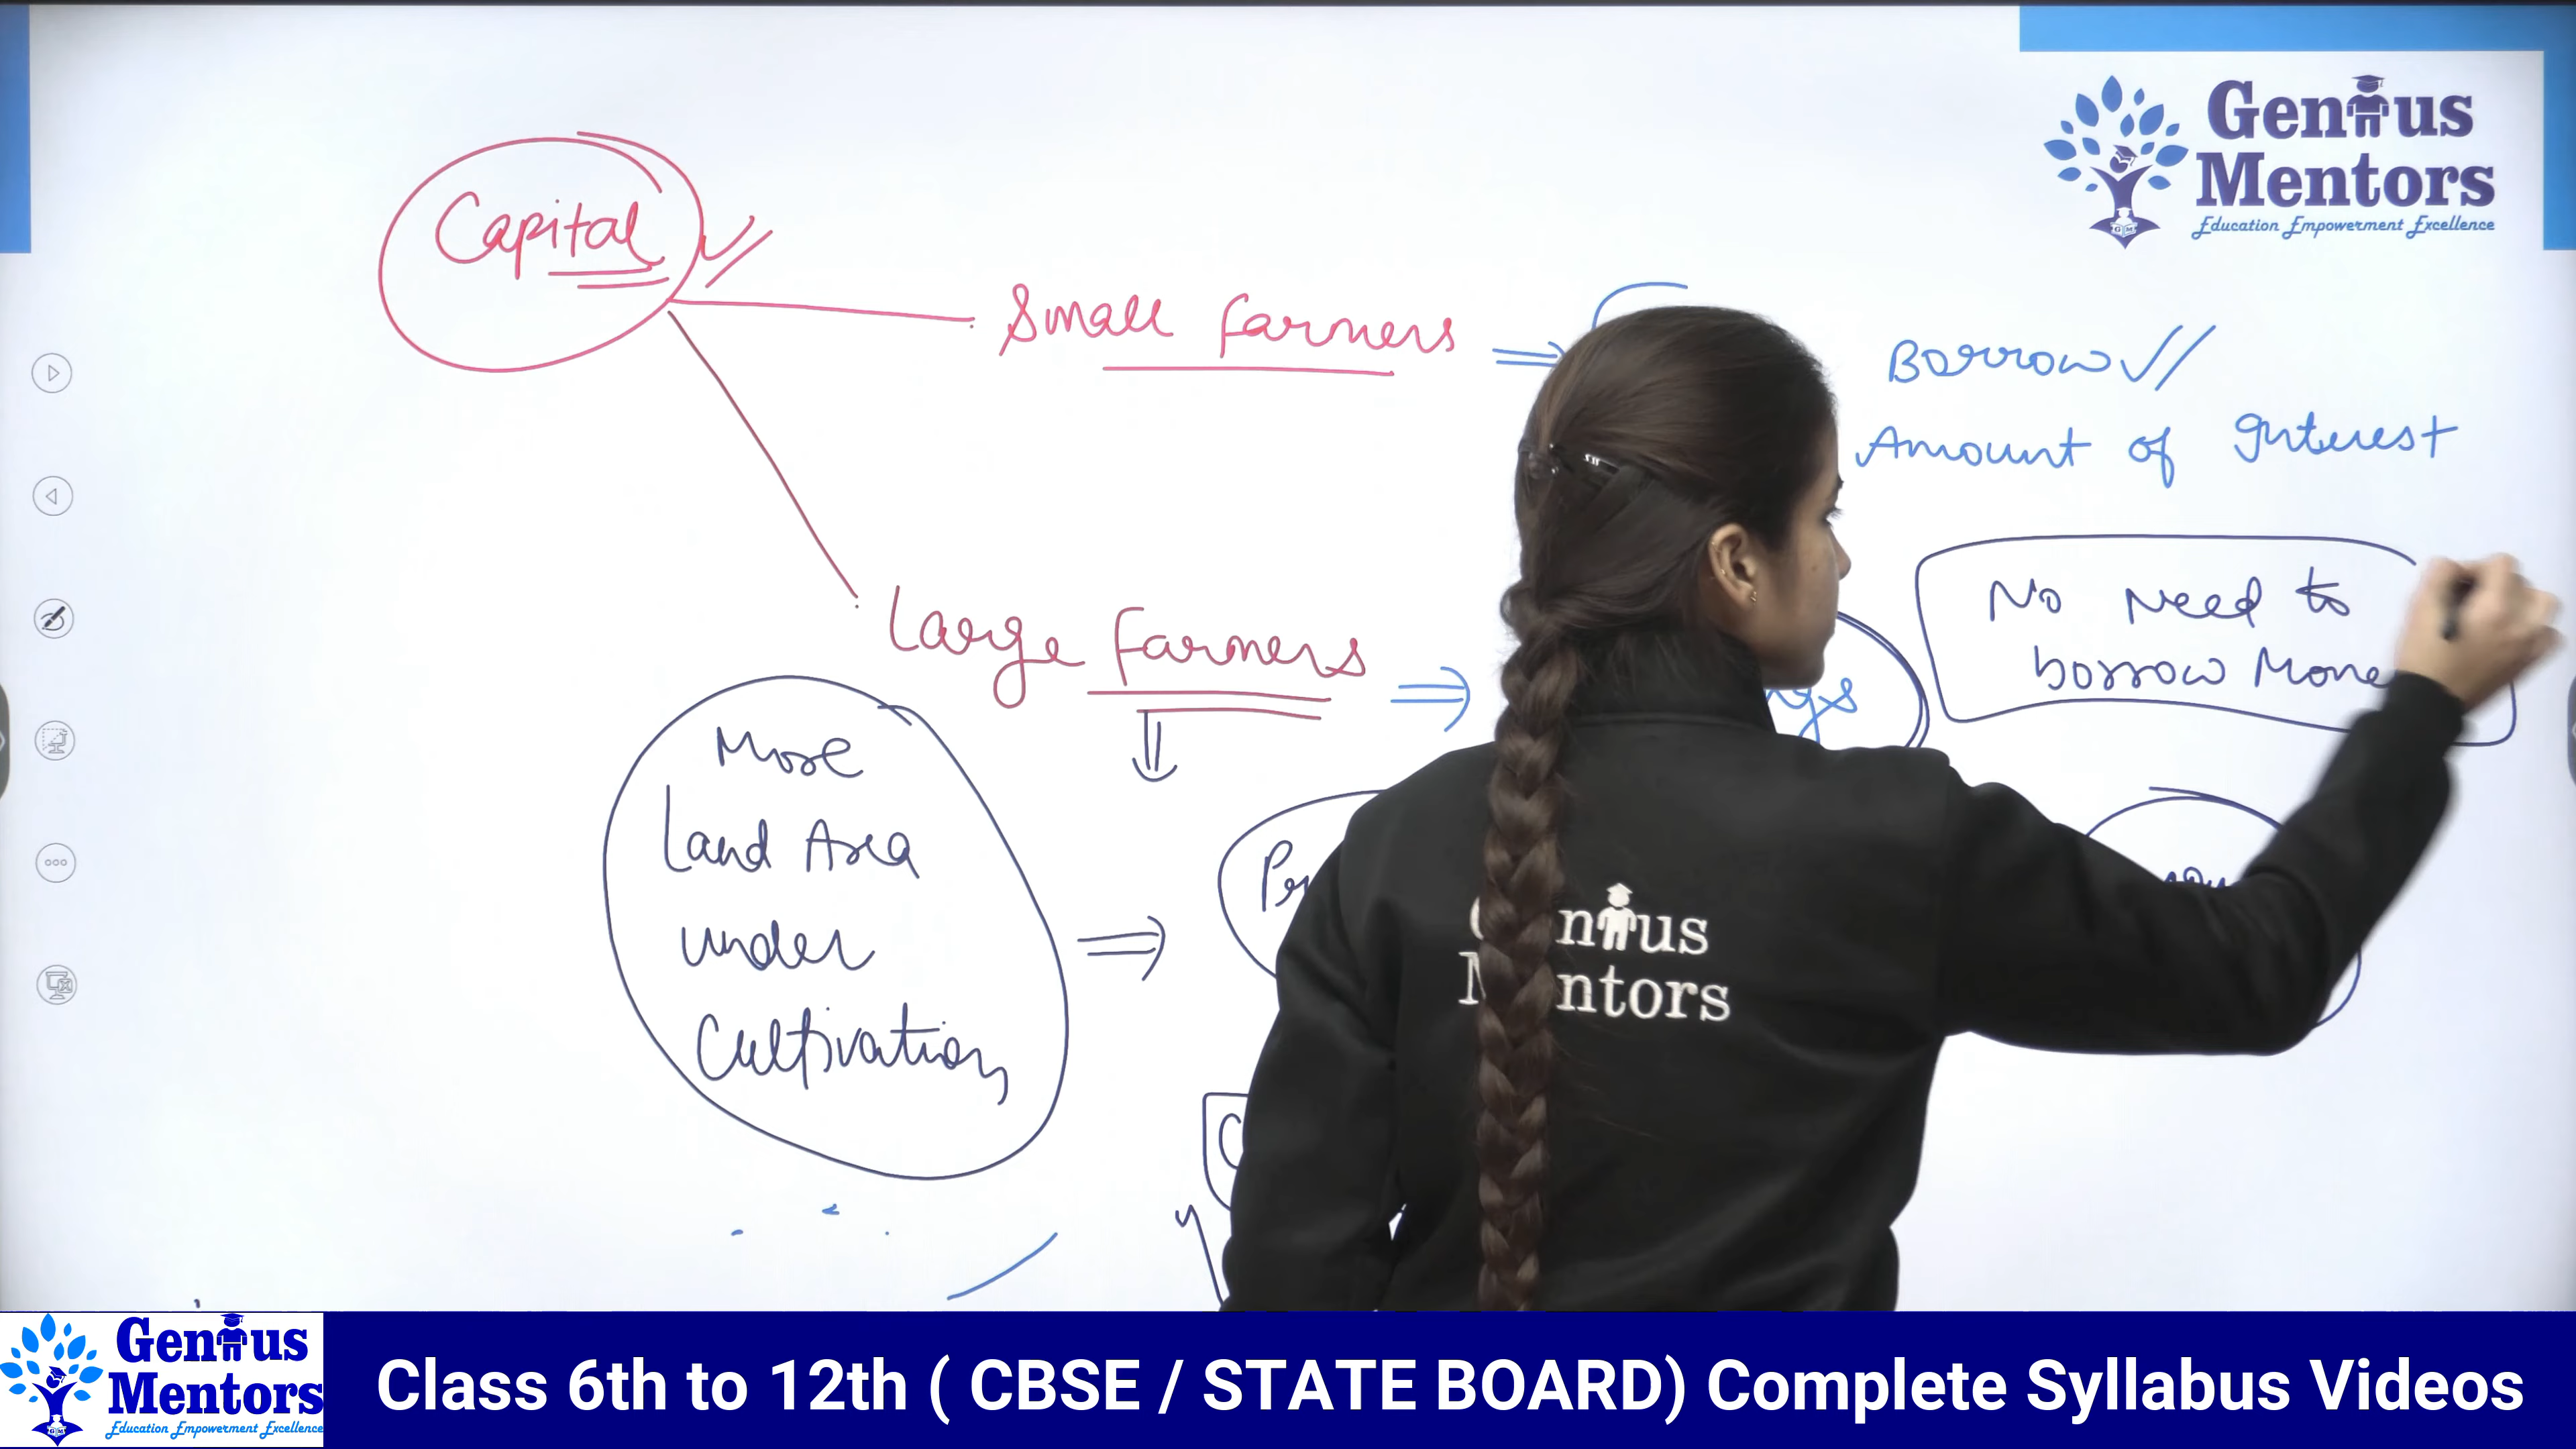 Genius
Mentors
Education Empowerment Excellence
Capital
Small farmers
Borrow
Amount of Interest
No Need to
borrow Mone
Large farmers
More
Land Area
under
Cultivation
ntors
Genius
Mentors
Education Empowerment Excellence
Class 6th to 12th ( CBSE / STATE BOARD) Complete Syllabus Videos